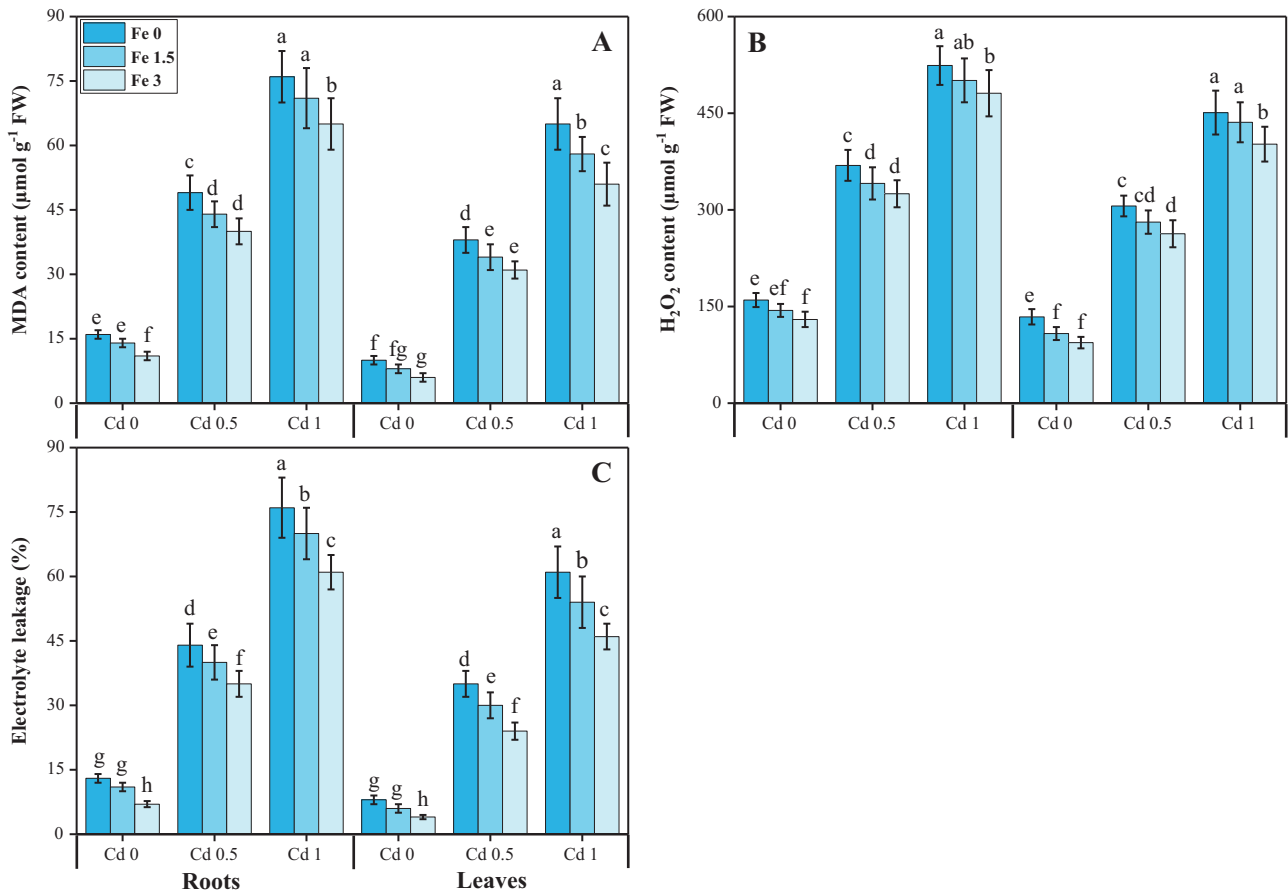 90
75
60
45
30
15
0
MDA content (µmol g⁻¹ FW)
Fe 0
Fe 1.5
Fe 3
A
e e f c d d a a b f fg g d e e a b c
Cd 0 Cd 0.5 Cd 1 Cd 0 Cd 0.5 Cd 1
600
450
300
150
0
H₂O₂ content (µmol g⁻¹ FW)
B
e ef f c d d a ab b e f f c cd d a a b
Cd 0 Cd 0.5 Cd 1 Cd 0 Cd 0.5 Cd 1
90
75
60
45
30
15
0
Electrolyte leakage (%)
C
g g h d e f a b c g g h d e f a b c
Cd 0 Cd 0.5 Cd 1 Cd 0 Cd 0.5 Cd 1
Roots Leaves